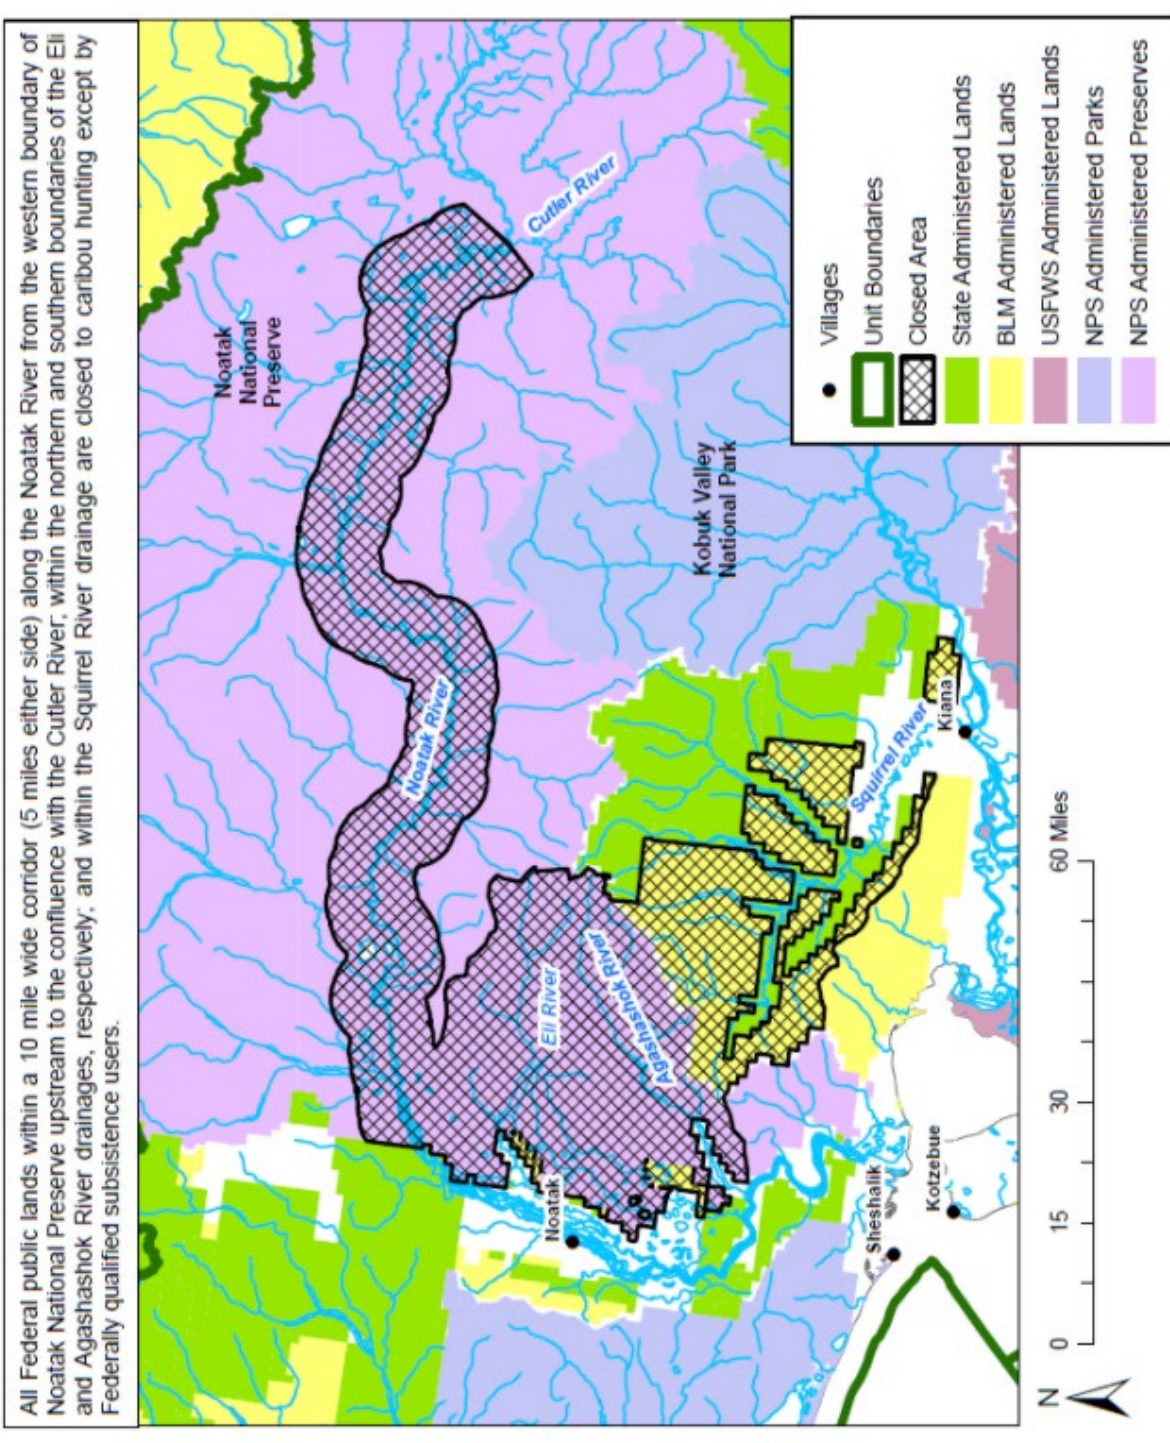 All Federal public lands within a 10 mile wide corridor (5 miles either side) along the Noatak River from the western boundary of
Noatak National Preserve upstream to the confluence with the Cutler River; within the northern and southern boundaries of the Eli
and Agashashok River drainages, respectively; and within the Squirrel River drainage are closed to caribou hunting except by
Federally qualified subsistence users.
Noatak
National
Preserve
Cutler River
Noatak River
Kobuk Valley
National Park
Eli River
Agashashok River
Squirrel River
Kiana
Noatak
Sheshalik
Kotzebue
Villages
Unit Boundaries
Closed Area
State Administered Lands
BLM Administered Lands
USFWS Administered Lands
NPS Administered Parks
NPS Administered Preserves
N
0 15 30 60 Miles